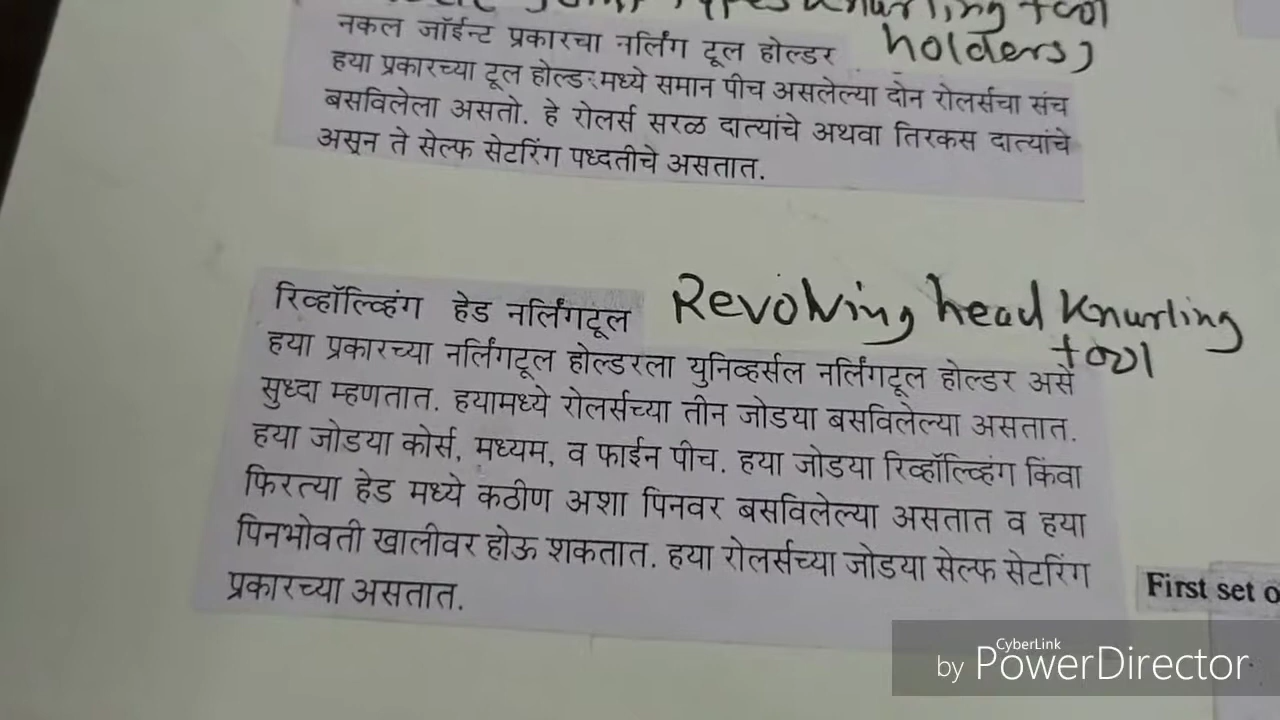 Types Knurling tool
नकल जॉईन्ट प्रकारचा नर्लिंग टूल होल्डर holders)
हया प्रकारच्या टूल होल्डरमध्ये समान पीच असलेल्या दोन रोलर्सचा संच
बसविलेला असतो. हे रोलर्स सरळ दात्यांचे अथवा तिरकस दात्यांचे
असून ते सेल्फ सेटरिंग पध्दतीचे असतात.
रिव्हॉल्व्हिंग हेड नर्लिंगटूल Revolving head Knurling
tool
हया प्रकारच्या नर्लिंगटूल होल्डरला युनिव्हर्सल नर्लिंगटूल होल्डर असे
सुध्दा म्हणतात. हयामध्ये रोलर्सच्या तीन जोडया बसविलेल्या असतात.
हया जोडया कोर्स, मध्यम, व फाईन पीच. हया जोडया रिव्हॉल्व्हिंग किंवा
फिरत्या हेड मध्ये कठीण अशा पिनवर बसविलेल्या असतात व हया
पिनभोवती खालीवर होऊ शकतात. हया रोलर्सच्या जोडया सेल्फ सेटरिंग
प्रकारच्या असतात.
First set o
CyberLink
by PowerDirector